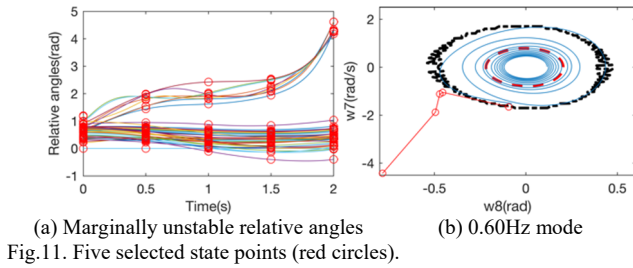 5
4
3
2
1
0
-1
Relative angles(rad)
0 0.5 1 1.5 2
Time(s)
2
0
-2
-4
w7(rad/s)
-0.5 0 0.5
w8(rad)
(a) Marginally unstable relative angles (b) 0.60Hz mode
Fig.11. Five selected state points (red circles).